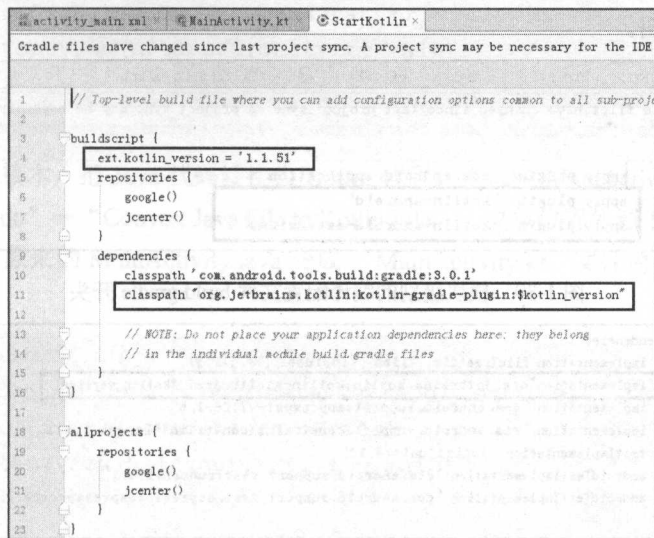 activity_main.xml × MainActivity.kt × StartKotlin ×
Gradle files have changed since last project sync. A project sync may be necessary for the IDE
1 // Top-level build file where you can add configuration options common to all sub-proje
2
3 buildscript {
4 ext.kotlin_version = '1.1.51'
5 repositories {
6 google()
7 jcenter()
8 }
9 dependencies {
10 classpath 'com.android.tools.build:gradle:3.0.1'
11 classpath "org.jetbrains.kotlin:kotlin-gradle-plugin:$kotlin_version"
12
13 // NOTE: Do not place your application dependencies here; they belong
14 // in the individual module build.gradle files
15 }
16 }
17
18 allprojects {
19 repositories {
20 google()
21 jcenter()
22 }
23 }